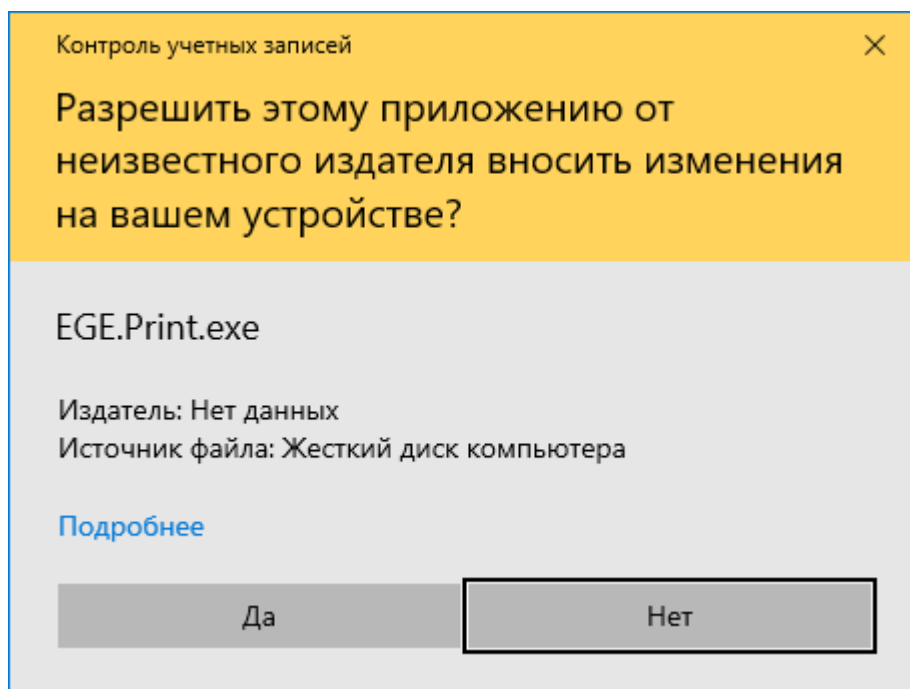 Контроль учетных записей
Разрешить этому приложению от
неизвестного издателя вносить изменения
на вашем устройстве?
EGE.Print.exe
Издатель: Нет данных
Источник файла: Жесткий диск компьютера
Подробнее
Да
Нет